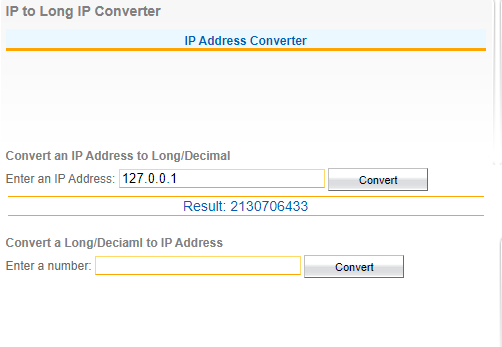 IP to Long IP Converter
IP Address Converter
Convert an IP Address to Long/Decimal
Enter an IP Address: 127.0.0.1 Convert
Result: 2130706433
Convert a Long/Deciaml to IP Address
Enter a number: Convert